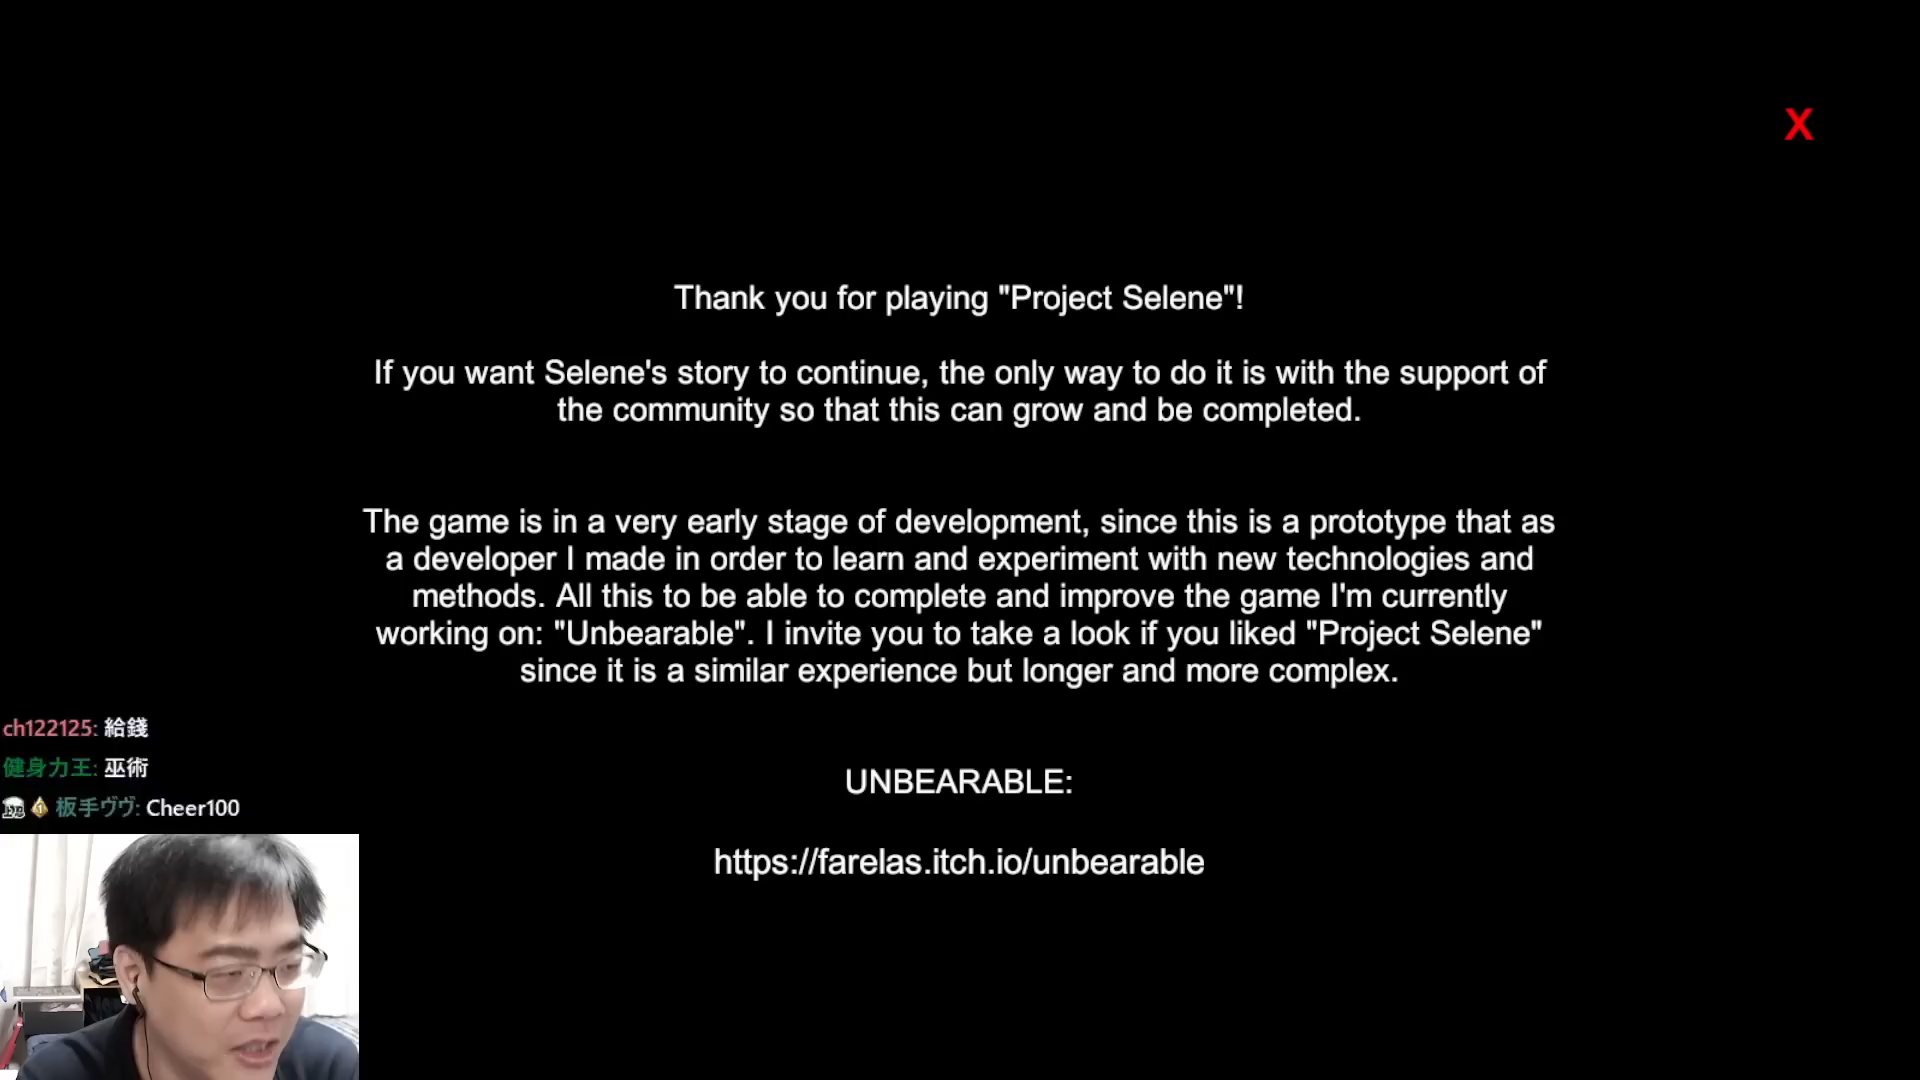 X
Thank you for playing "Project Selene"!
If you want Selene's story to continue, the only way to do it is with the support of
the community so that this can grow and be completed.
The game is in a very early stage of development, since this is a prototype that as
a developer I made in order to learn and experiment with new technologies and
methods. All this to be able to complete and improve the game I'm currently
working on: "Unbearable". I invite you to take a look if you liked "Project Selene"
since it is a similar experience but longer and more complex.
UNBEARABLE:
https://farelas.itch.io/unbearable
ch122125: 給錢
健身力王: 巫術
板手ヴヴ: Cheer100